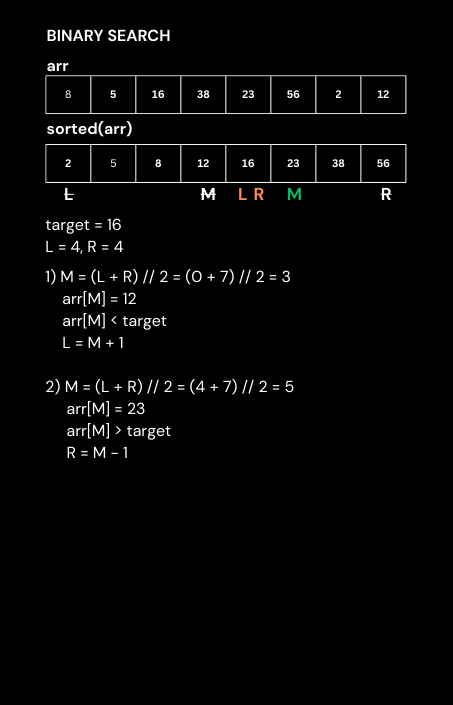 BINARY SEARCH
arr
8 5 16 38 23 56 2 12
sorted(arr)
2 5 8 12 16 23 38 56
L M L R M R
target = 16
L = 4, R = 4
1) M = (L + R) // 2 = (0 + 7) // 2 = 3
arr[M] = 12
arr[M] < target
L = M + 1
2) M = (L + R) // 2 = (4 + 7) // 2 = 5
arr[M] = 23
arr[M] > target
R = M - 1